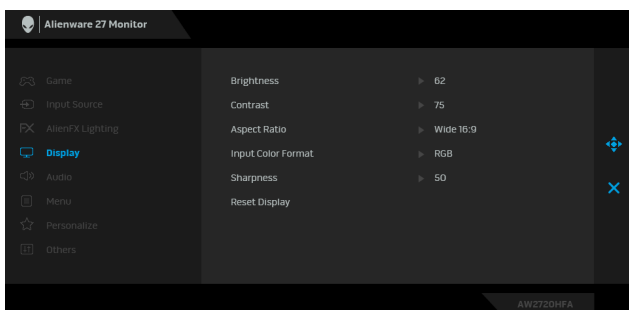 Alienware 27 Monitor
Game
Input Source
FX AlienFX Lighting
Display
Audio
Menu
Personalize
Others
Brightness 62
Contrast 75
Aspect Ratio Wide 16:9
Input Color Format RGB
Sharpness 50
Reset Display
AW2720HFA